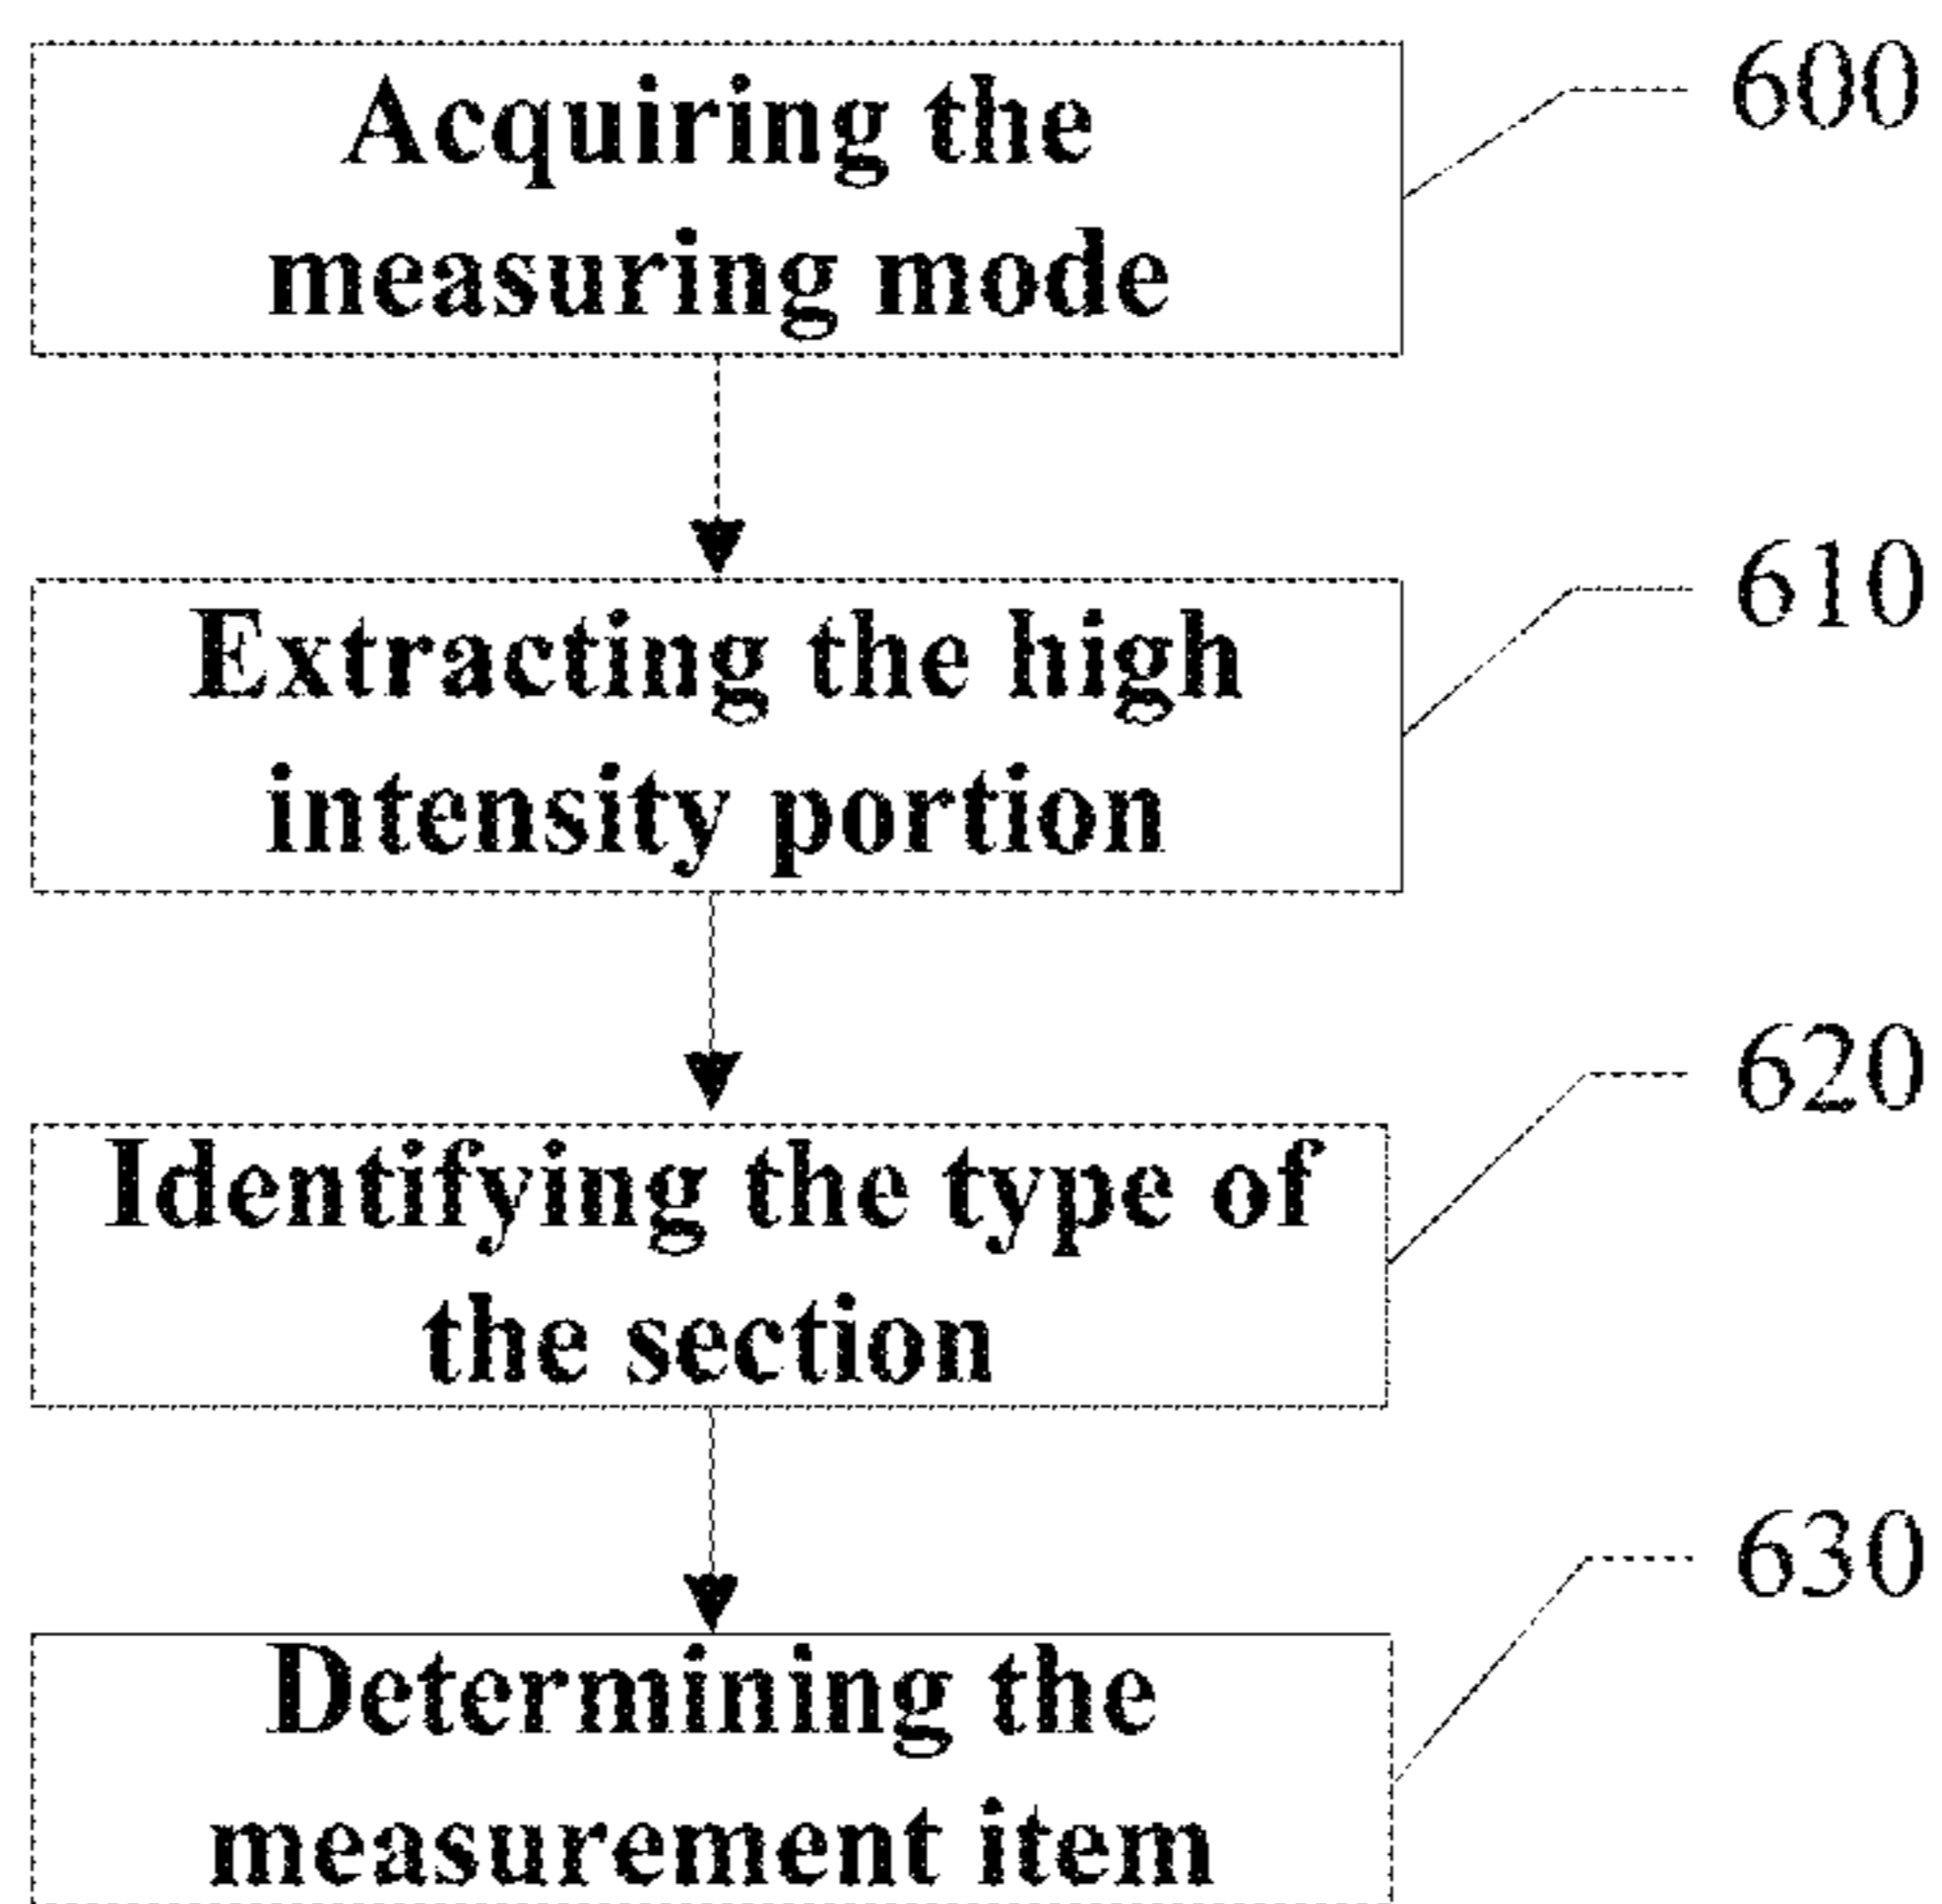 Acquiring the
measuring mode
600
Extracting the high
intensity portion
610
Identifying the type of
the section
620
Determining the
measurement item
630